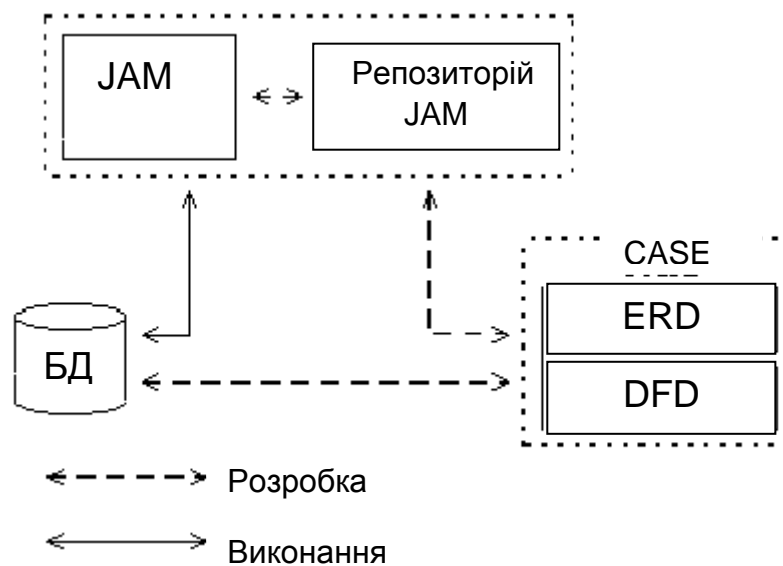 JAM
Репозиторій
JAM
CASE
ERD
БД
DFD
Розробка
Виконання